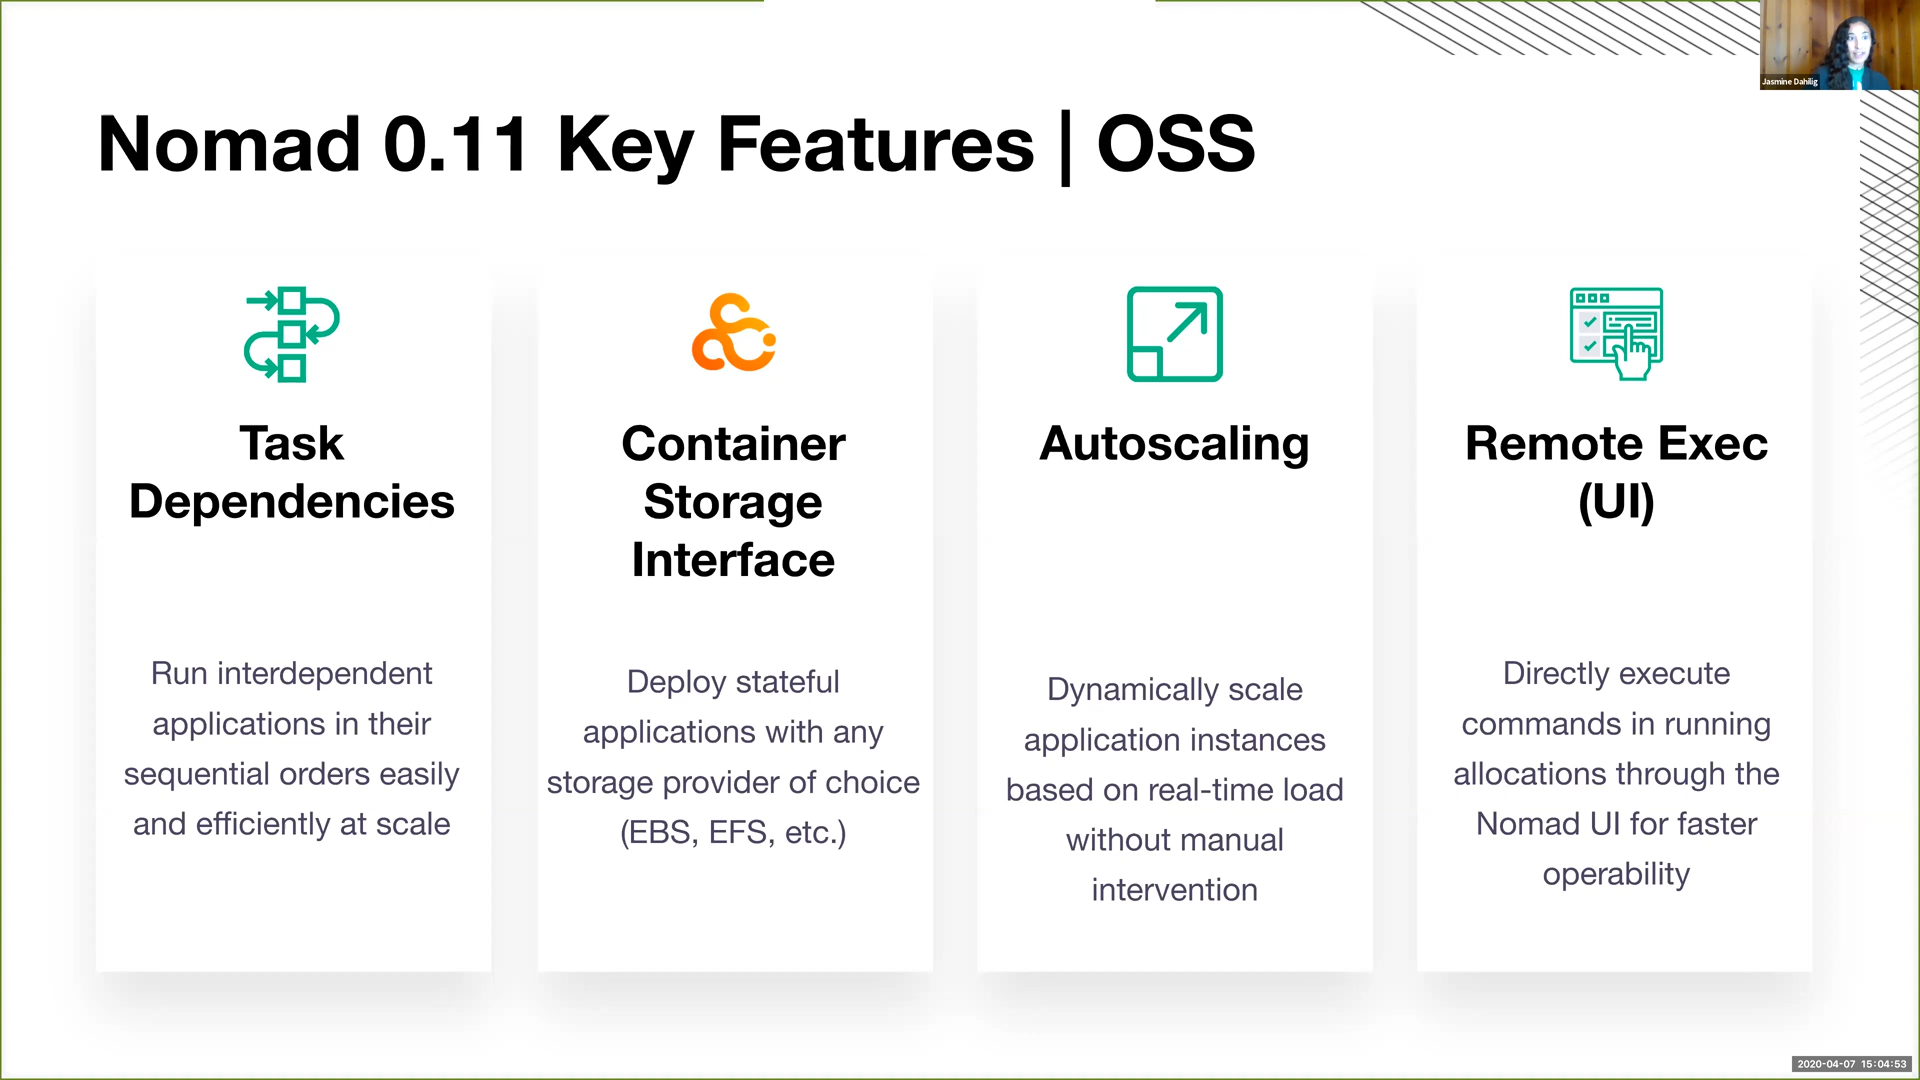 Jasmine Dahilig
Nomad 0.11 Key Features | OSS
Task
Dependencies
Run interdependent
applications in their
sequential orders easily
and efficiently at scale
Container
Storage
Interface
Deploy stateful
applications with any
storage provider of choice
(EBS, EFS, etc.)
Autoscaling
Dynamically scale
application instances
based on real-time load
without manual
intervention
Remote Exec
(UI)
Directly execute
commands in running
allocations through the
Nomad UI for faster
operability
2020-04-07 15:04:53